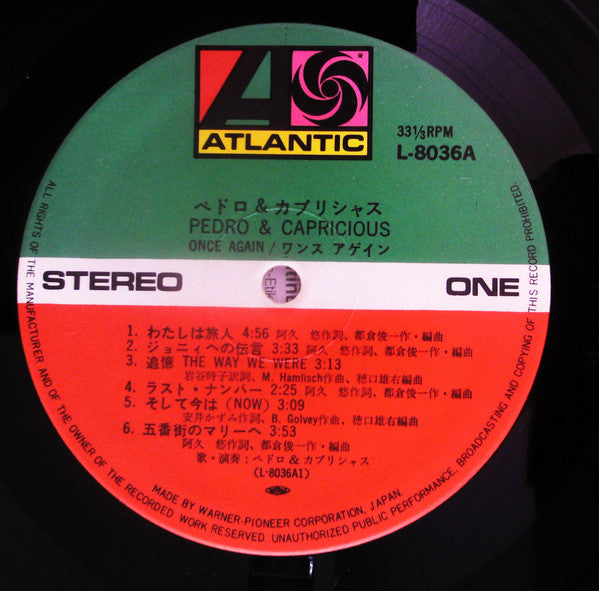 ATLANTIC
33⅓RPM
L-8036A
ペドロ&カプリシャス
PEDRO & CAPRICIOUS
ONCE AGAIN/ワンス アゲイン
STEREO
ONE
1. わたしは旅人 4:56 阿久 悠作詞、都倉俊一作・編曲
2. ジョニィへの伝言 3:33 阿久 悠作詞、都倉俊一作・編曲
3. 追憶 THE WAY WE WERE 3:13
岩谷時子訳詞、M. Hamlisch作曲、穂口雄右編曲
4. ラスト・ナンバー 2:25 阿久 悠作詞、都倉俊一作・編曲
5. そして今は (NOW) 3:09
安井かずみ作詞、B. Golvey作曲、穂口雄右編曲
6. 五番街のマリーへ 3:53
阿久 悠作詞、都倉俊一作・編曲
歌・演奏:ペドロ&カプリシャス
(L-8036A1)
MADE BY WARNER-PIONEER CORPORATION, JAPAN.
ALL RIGHTS OF THE MANUFACTURER AND OF THE OWNER OF THE RECORDED WORK RESERVED. UNAUTHORIZED PUBLIC PERFORMANCE, BROADCASTING AND COPYING OF THIS RECORD PROHIBITED.